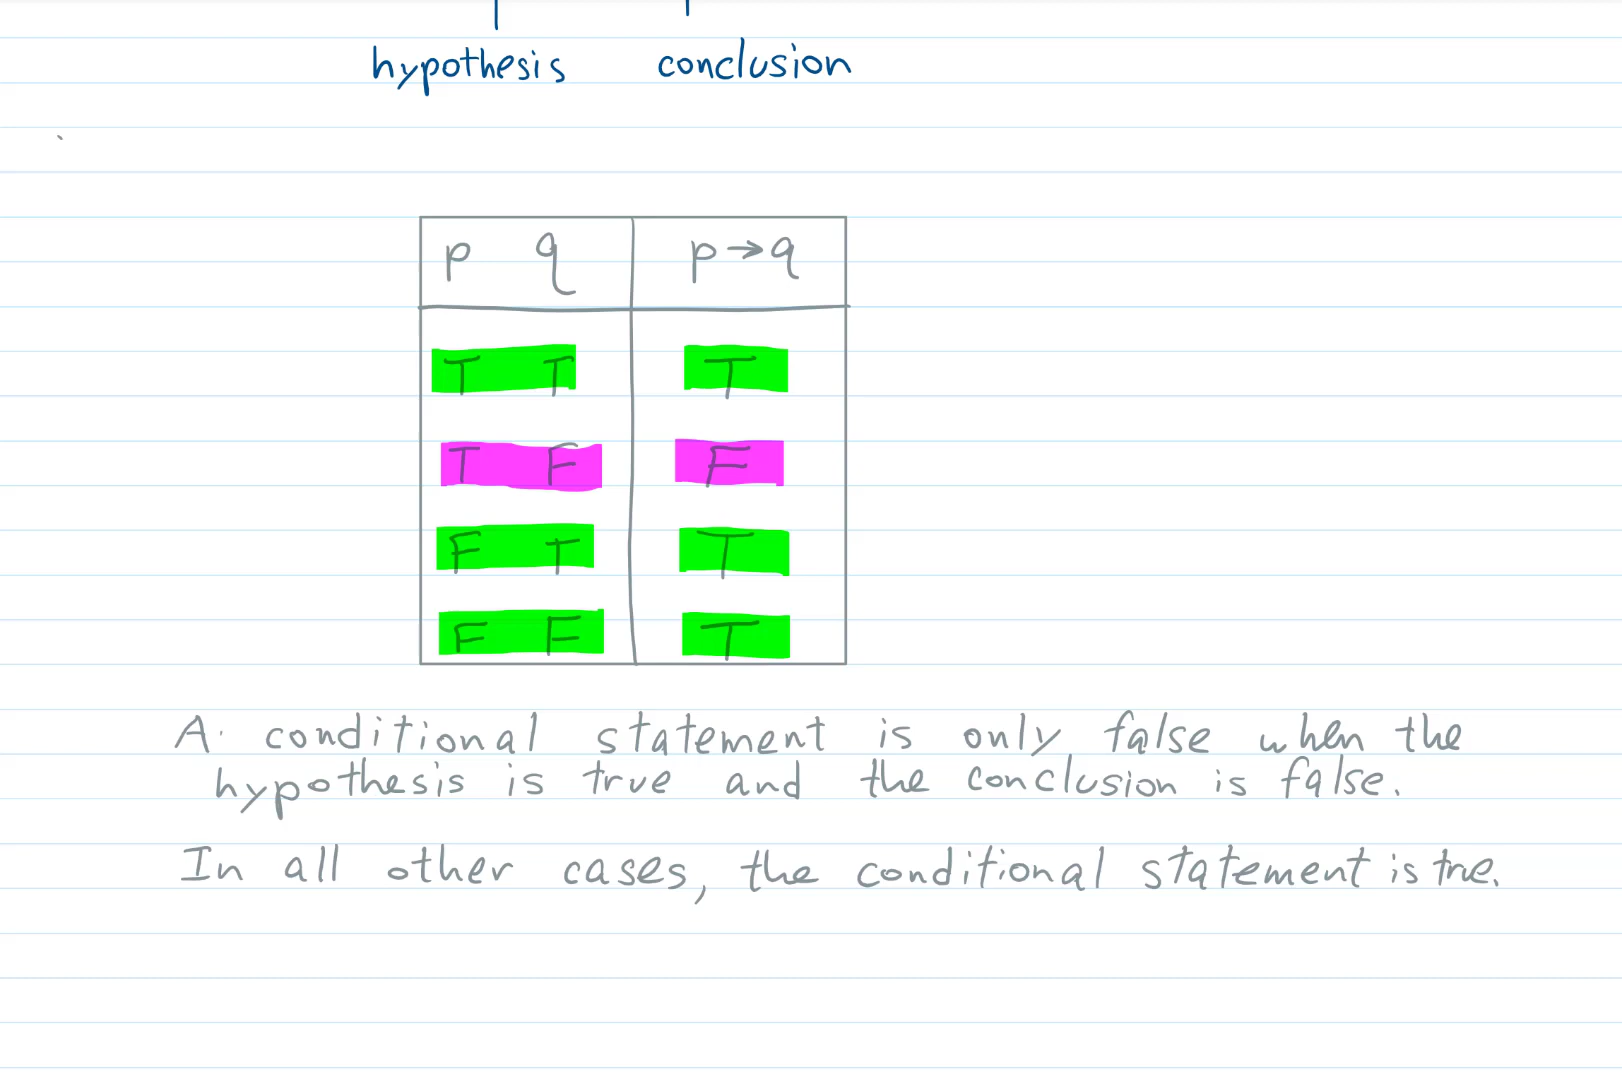 hypothesis conclusion
p q p→q
T T T
T F F
F T T
F F T
A conditional statement is only false when the
hypothesis is true and the conclusion is false.
In all other cases, the conditional statement is true.